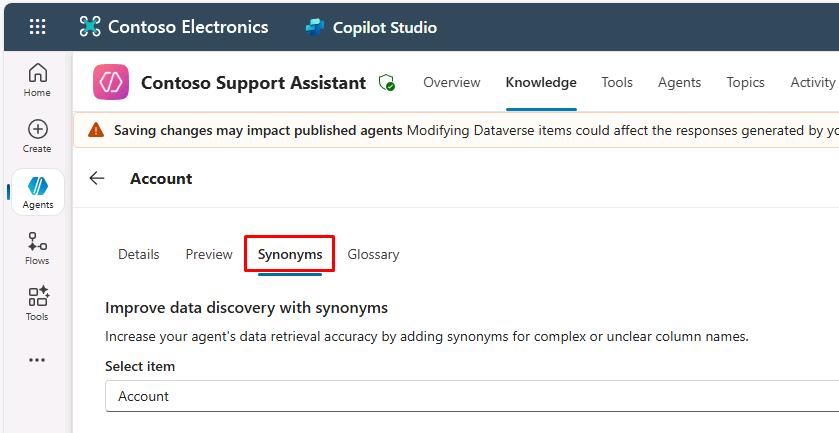 Contoso Electronics Copilot Studio
Home
Create
Agents
Flows
Tools
Contoso Support Assistant Overview Knowledge Tools Agents Topics Activity
Saving changes may impact published agents Modifying Dataverse items could affect the responses generated by
Account
Details Preview Synonyms Glossary
Improve data discovery with synonyms
Increase your agent's data retrieval accuracy by adding synonyms for complex or unclear column names.
Select item
Account